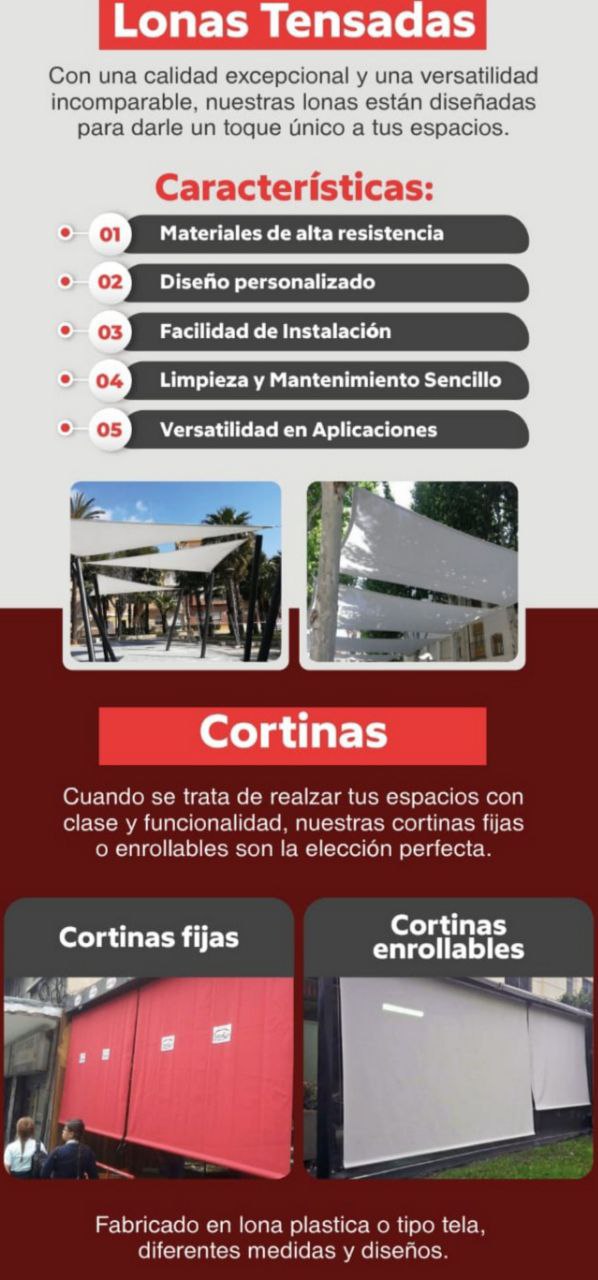 Lonas Tensadas
Con una calidad excepcional y una versatilidad
incomparable, nuestras lonas están diseñadas
para darle un toque único a tus espacios.
Características:
01 Materiales de alta resistencia
02 Diseño personalizado
03 Facilidad de Instalación
04 Limpieza y Mantenimiento Sencillo
05 Versatilidad en Aplicaciones
Cortinas
Cuando se trata de realzar tus espacios con
clase y funcionalidad, nuestras cortinas fijas
o enrollables son la elección perfecta.
Cortinas fijas
Cortinas
enrollables
Fabricado en lona plastica o tipo tela,
diferentes medidas y diseños.